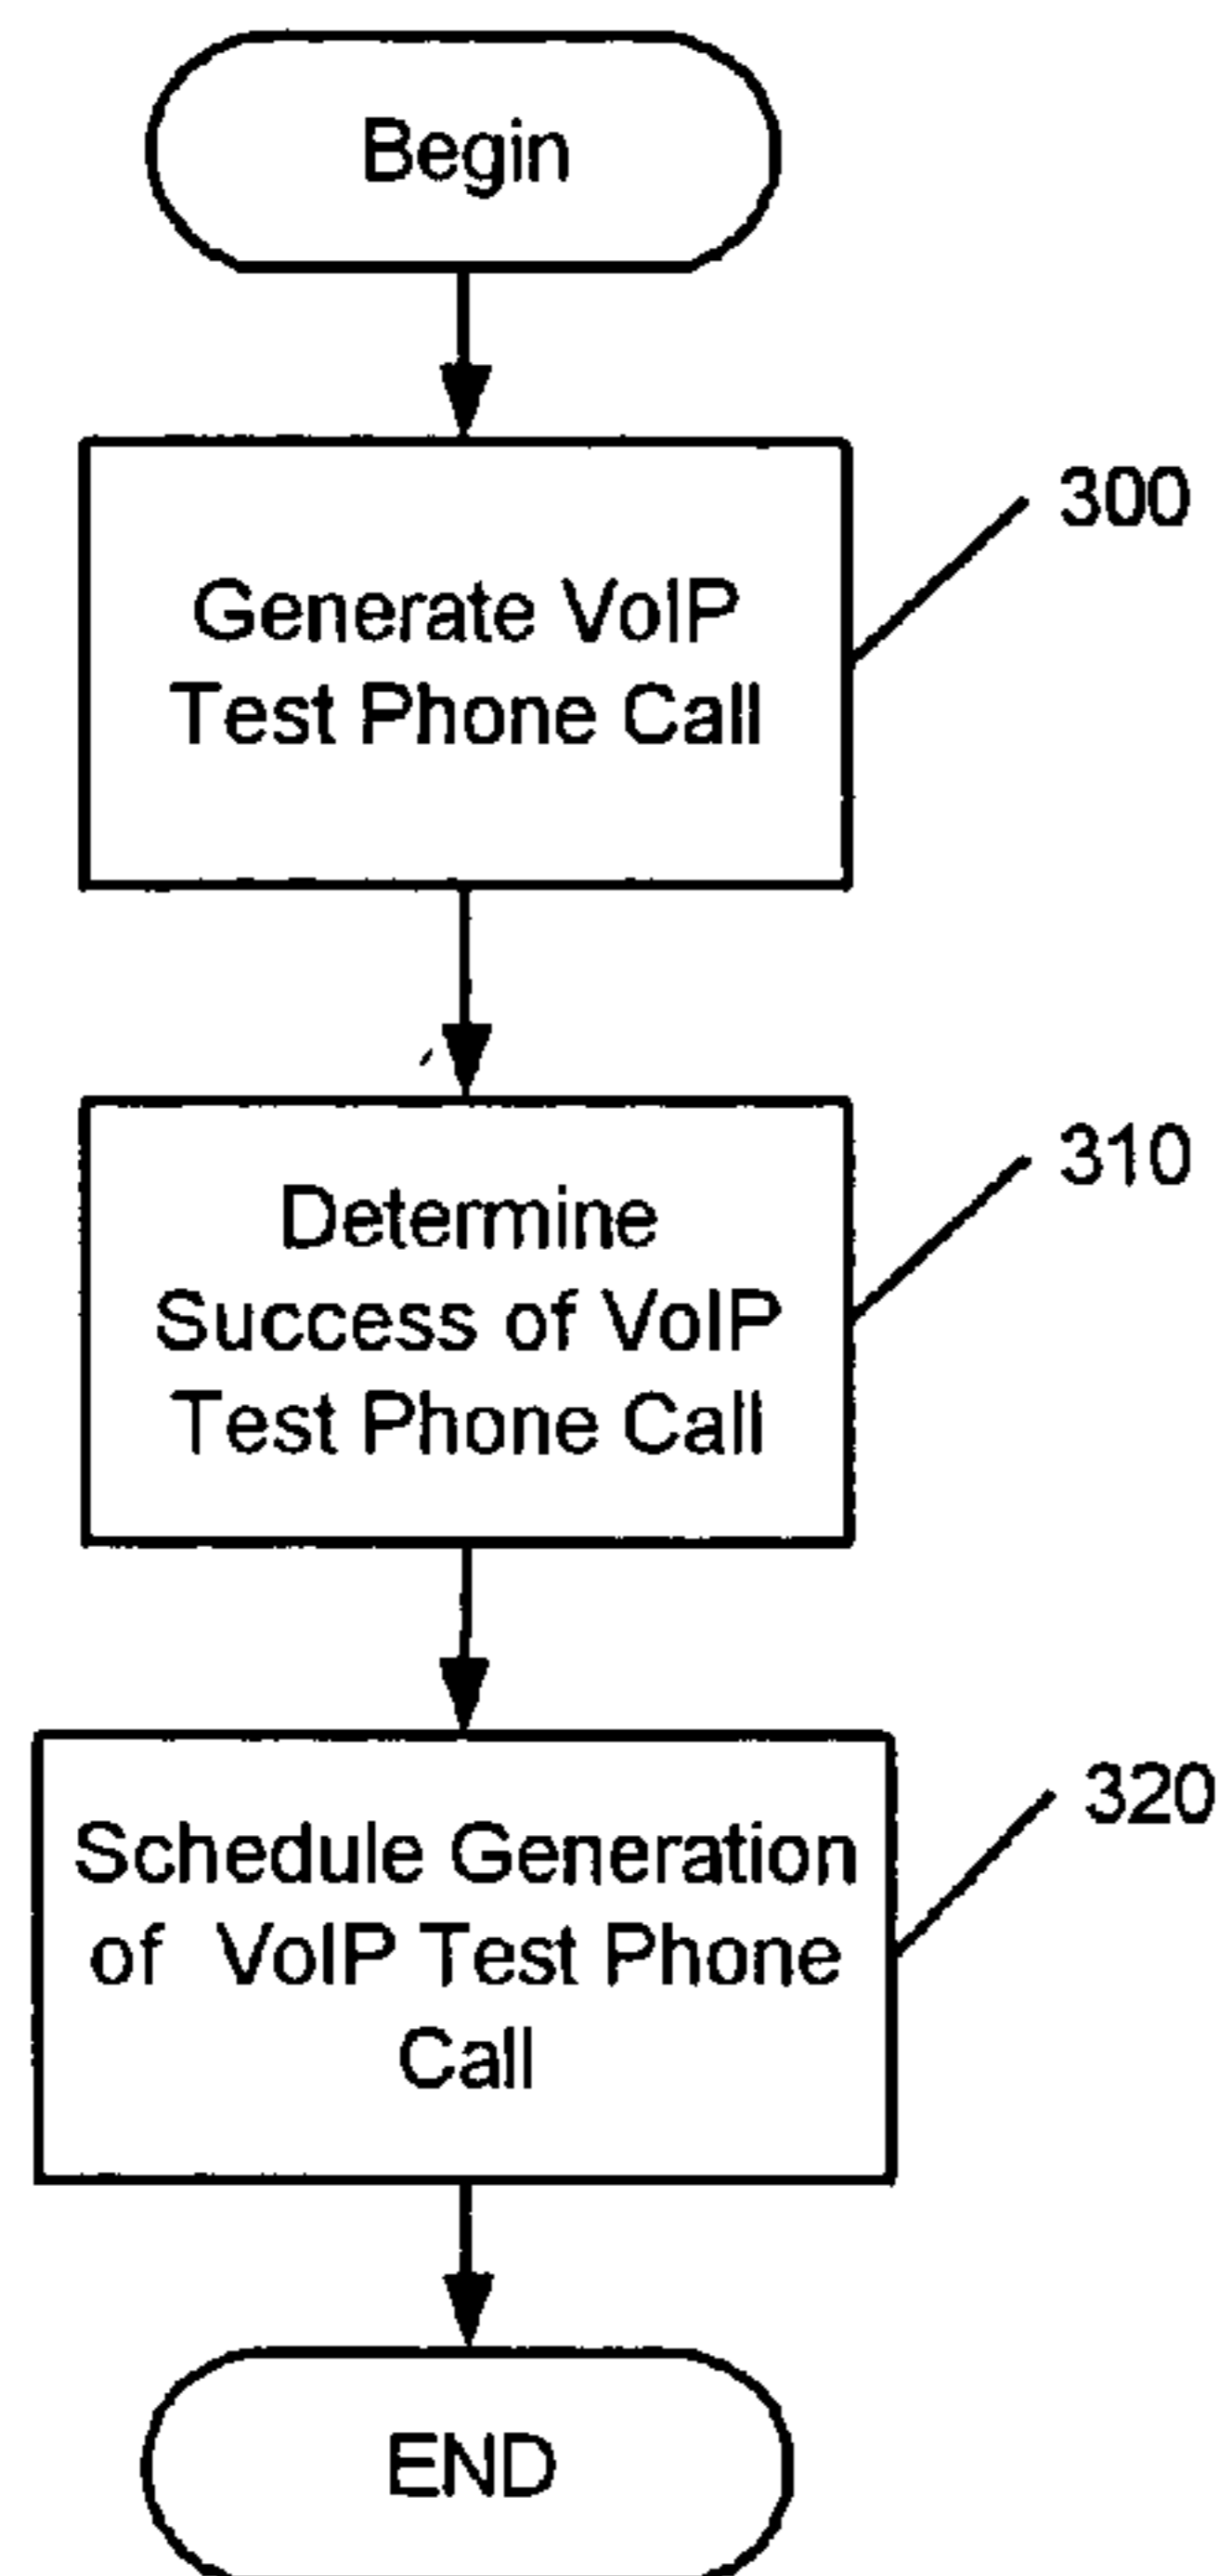 Begin
300
Generate VoIP
Test Phone Call
310
Determine
Success of VoIP
Test Phone Call
320
Schedule Generation
of VoIP Test Phone
Call
END